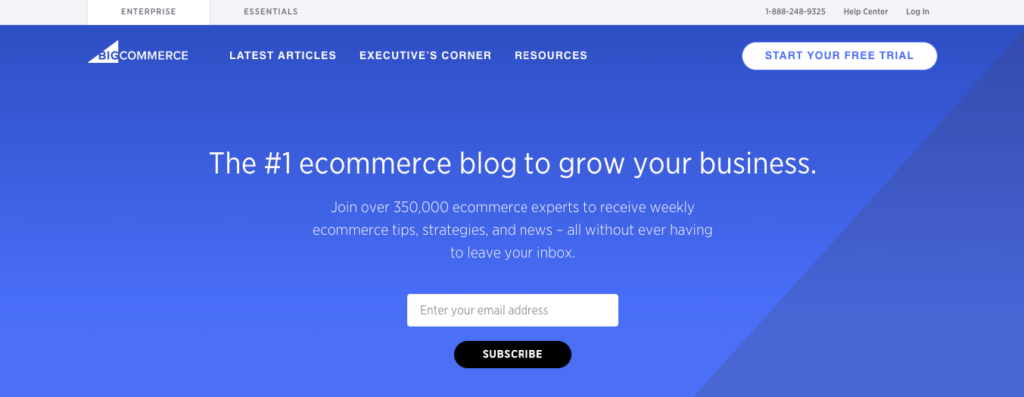 ENTERPRISE
ESSENTIALS
1-888-248-9325
Help Center
Log In
BIGCOMMERCE
LATEST ARTICLES
EXECUTIVE'S CORNER
RESOURCES
START YOUR FREE TRIAL
The #1 ecommerce blog to grow your business.
Join over 350,000 ecommerce experts to receive weekly
ecommerce tips, strategies, and news – all without ever having
to leave your inbox.
Enter your email address
SUBSCRIBE